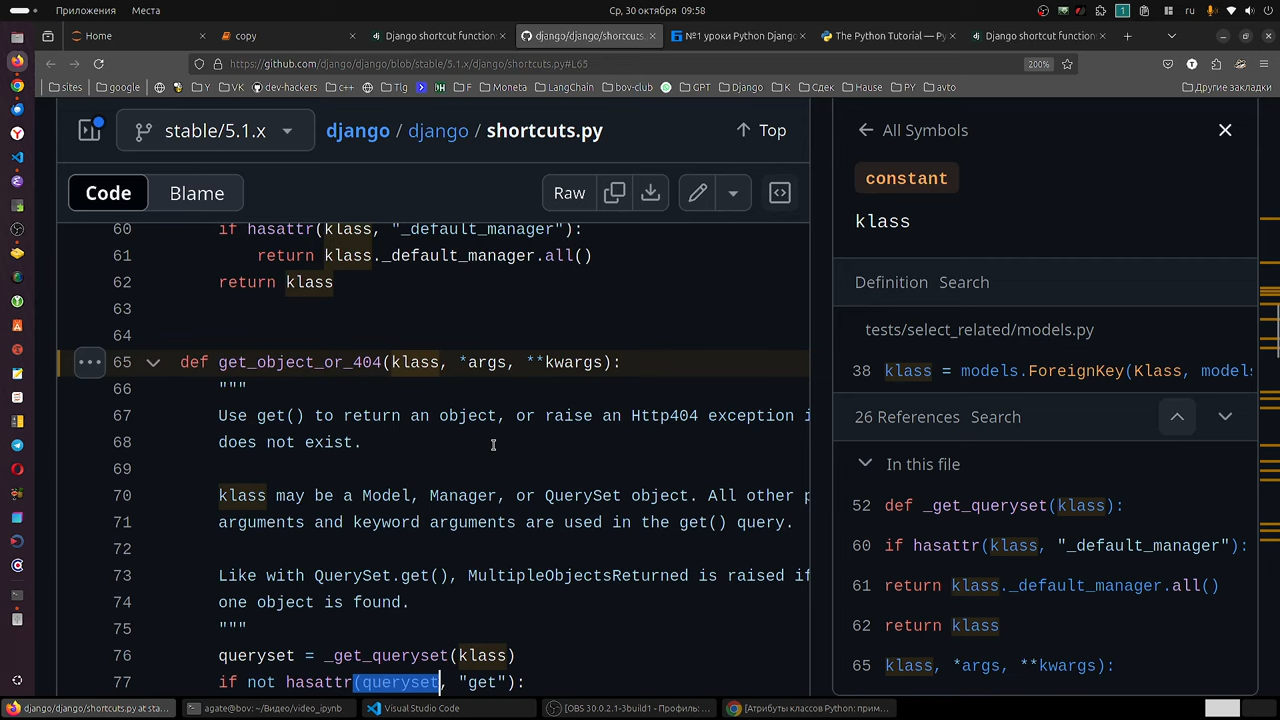 Приложения Места
Ср, 30 октября 09:58
1 ru
Home
copy
Django shortcut function
django/django/shortcuts.
№1 уроки Python Django
The Python Tutorial —
Django shortcut function
https://github.com/django/django/blob/stable/5.1.x/django/shortcuts.py#L65
200%
sites google Y VK dev-hackers c++ Tlg F Moneta LangChain bov-club GPT Django K Сдек Hause PY avto Другие закладки
stable/5.1.x
django / django / shortcuts.py
Top
Code Blame
Raw
60 if hasattr(klass, "_default_manager"):
61 return klass._default_manager.all()
62 return klass
63
64
65 def get_object_or_404(klass, *args, **kwargs):
66 """
67 Use get() to return an object, or raise an Http404 exception i
68 does not exist.
69
70 klass may be a Model, Manager, or QuerySet object. All other p
71 arguments and keyword arguments are used in the get() query.
72
73 Like with QuerySet.get(), MultipleObjectsReturned is raised if
74 one object is found.
75 """
76 queryset = _get_queryset(klass)
77 if not hasattr(queryset, "get"):
All Symbols
constant
klass
Definition Search
tests/select_related/models.py
38 klass = models.ForeignKey(Klass, models
26 References Search
In this file
52 def _get_queryset(klass):
60 if hasattr(klass, "_default_manager"):
61 return klass._default_manager.all()
62 return klass
65 klass, *args, **kwargs):
django/django/shortcuts.py at sta...
agate@bov: ~/Видео/video_ipynb
Visual Studio Code
[OBS 30.0.2.1-3build1 - Профиль: ...
[Атрибуты классов Python: прим...